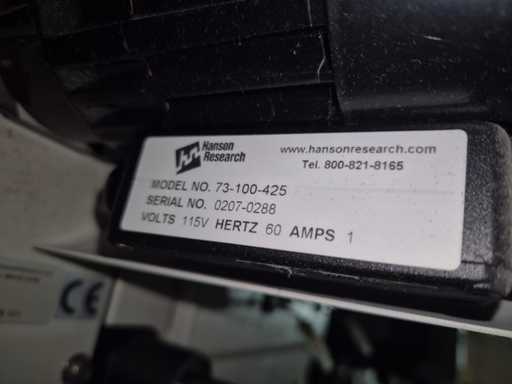 Hanson
Research
www.hansonresearch.com
Tel. 800-821-8165
MODEL NO. 73-100-425
SERIAL NO. 0207-0288
VOLTS 115V HERTZ 60 AMPS 1
CE